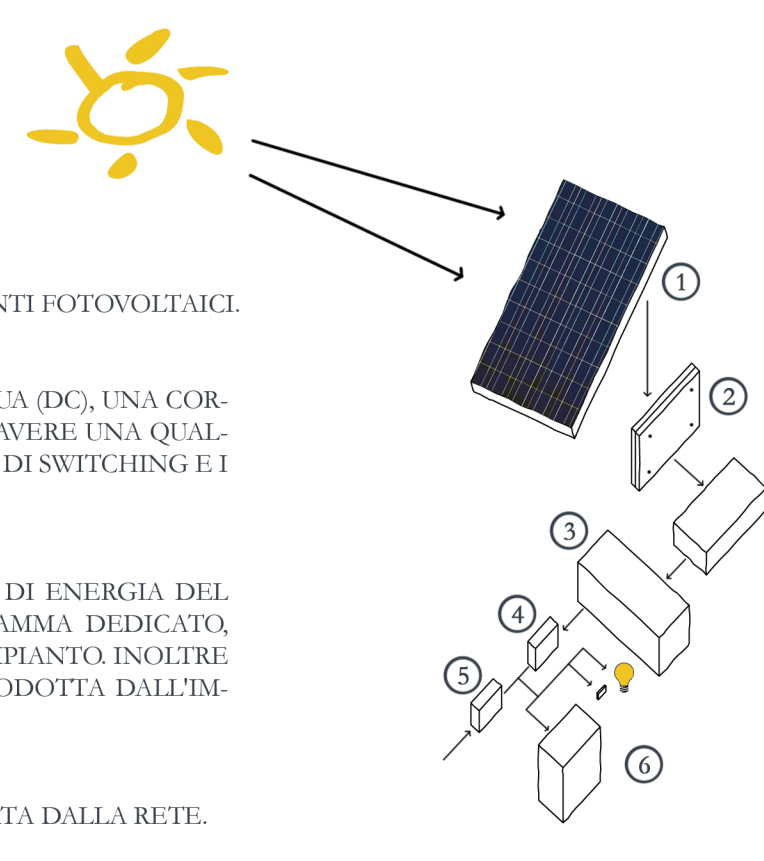 NTI FOTOVOLTAICI.
UA (DC), UNA COR-
AVERE UNA QUAL-
DI SWITCHING E I
DI ENERGIA DEL
AMMA DEDICATO,
PIANTO. INOLTRE
ODOTTA DALL'IM-
TA DALLA RETE.
1
2
3
4
5
6